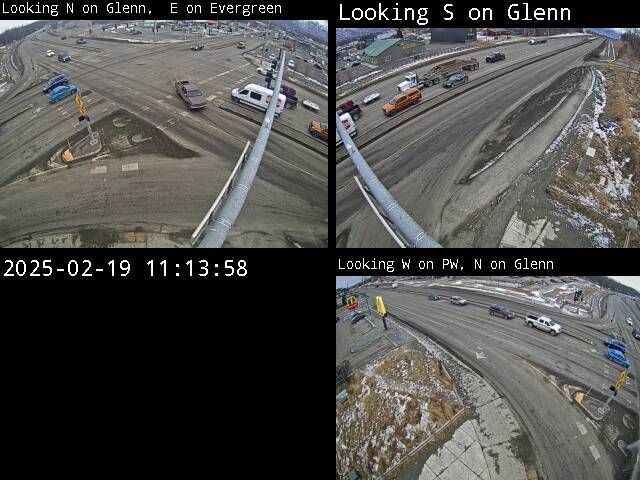 Looking N on Glenn,  E on Evergreen
Looking S on Glenn
2025-02-19 11:13:58
Looking W on PW, N on Glenn